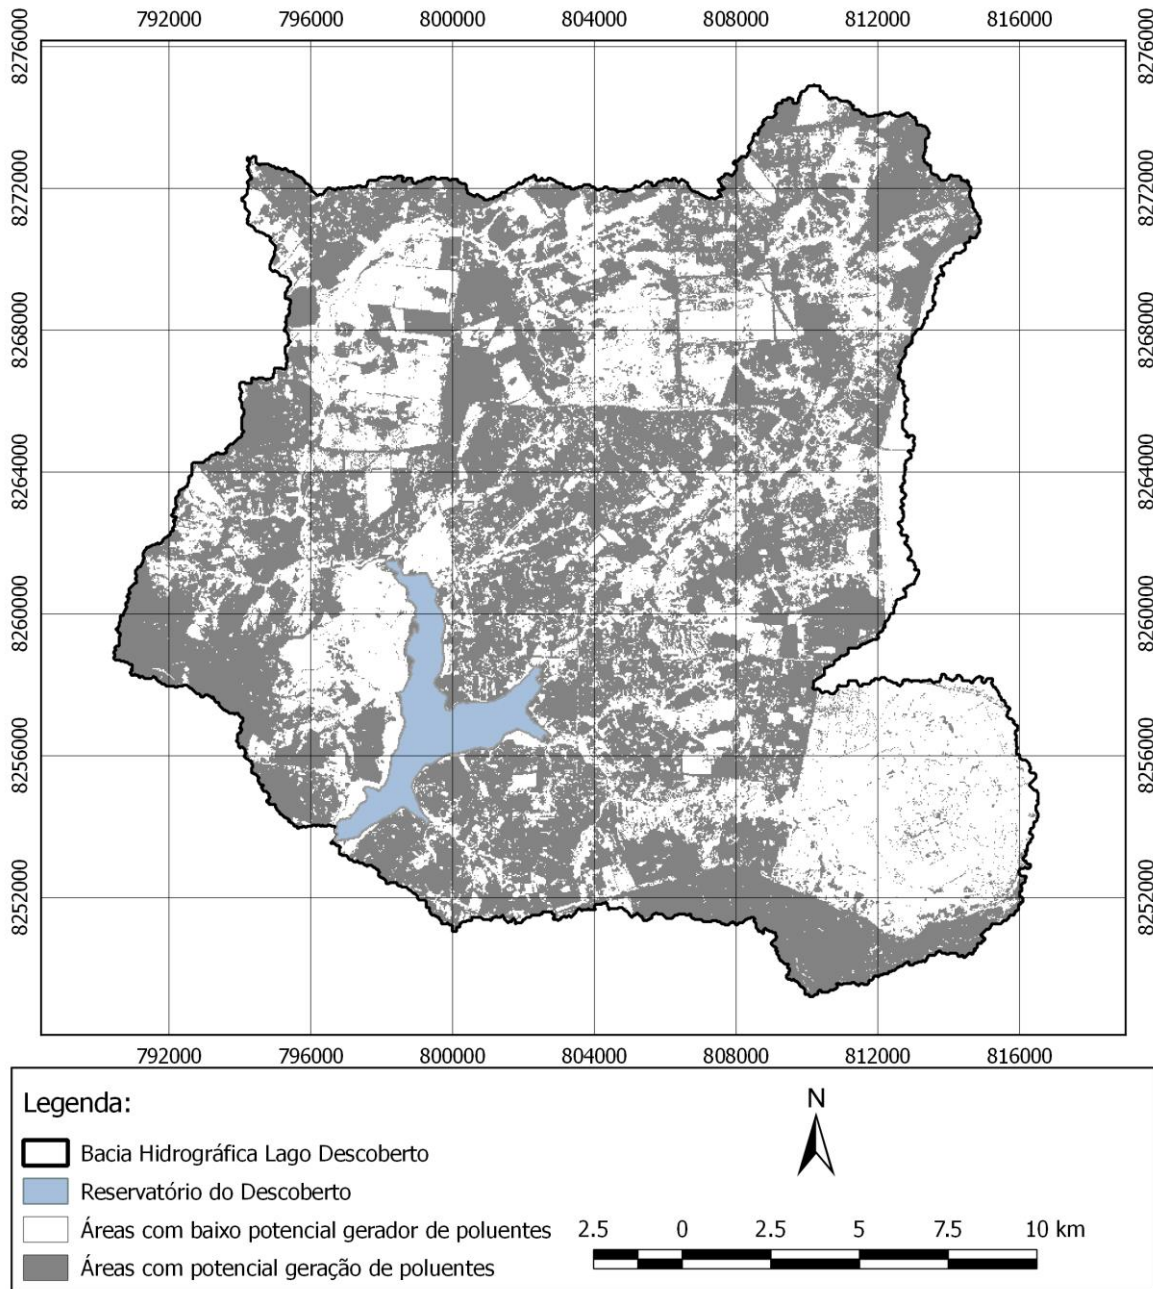 792000 796000 800000 804000 808000 812000 816000
8276000 8276000
8272000 8272000
8268000 8268000
8264000 8264000
8260000 8260000
8256000 8256000
8252000 8252000
792000 796000 800000 804000 808000 812000 816000
Legenda:
Bacia Hidrográfica Lago Descoberto
Reservatório do Descoberto
Áreas com baixo potencial gerador de poluentes
Áreas com potencial geração de poluentes
N
2.5 0 2.5 5 7.5 10 km